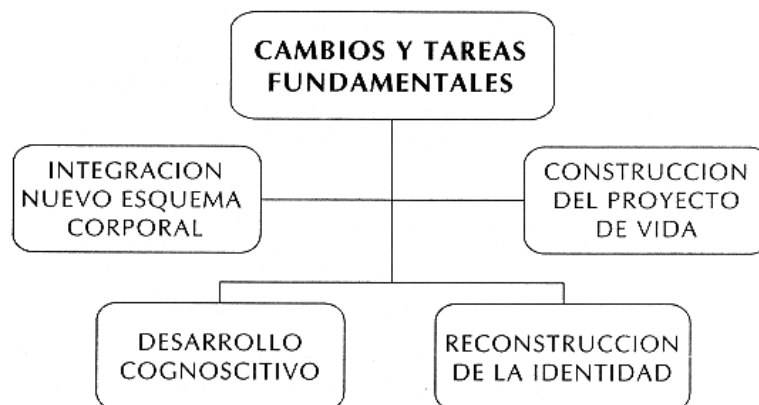 CAMBIOS Y TAREAS
FUNDAMENTALES
INTEGRACION
NUEVO ESQUEMA
CORPORAL
CONSTRUCCION
DEL PROYECTO
DE VIDA
DESARROLLO
COGNOSCITIVO
RECONSTRUCCION
DE LA IDENTIDAD